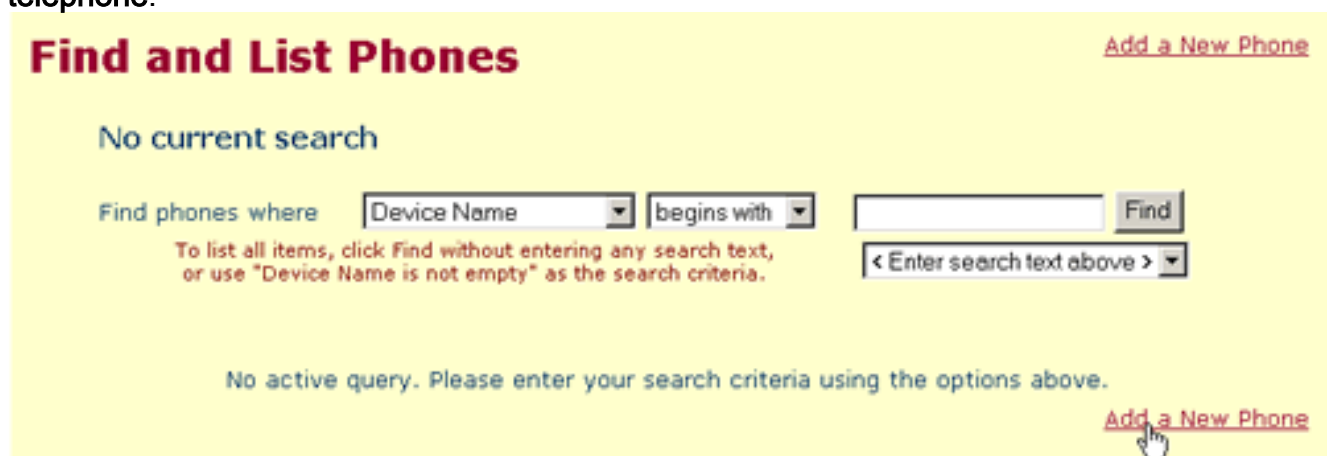 telephone.
Find and List Phones
Add a New Phone
No current search
Find phones where Device Name begins with Find
To list all items, click Find without entering any search text,
or use "Device Name is not empty" as the search criteria.
< Enter search text above >
No active query. Please enter your search criteria using the options above.
Add a New Phone